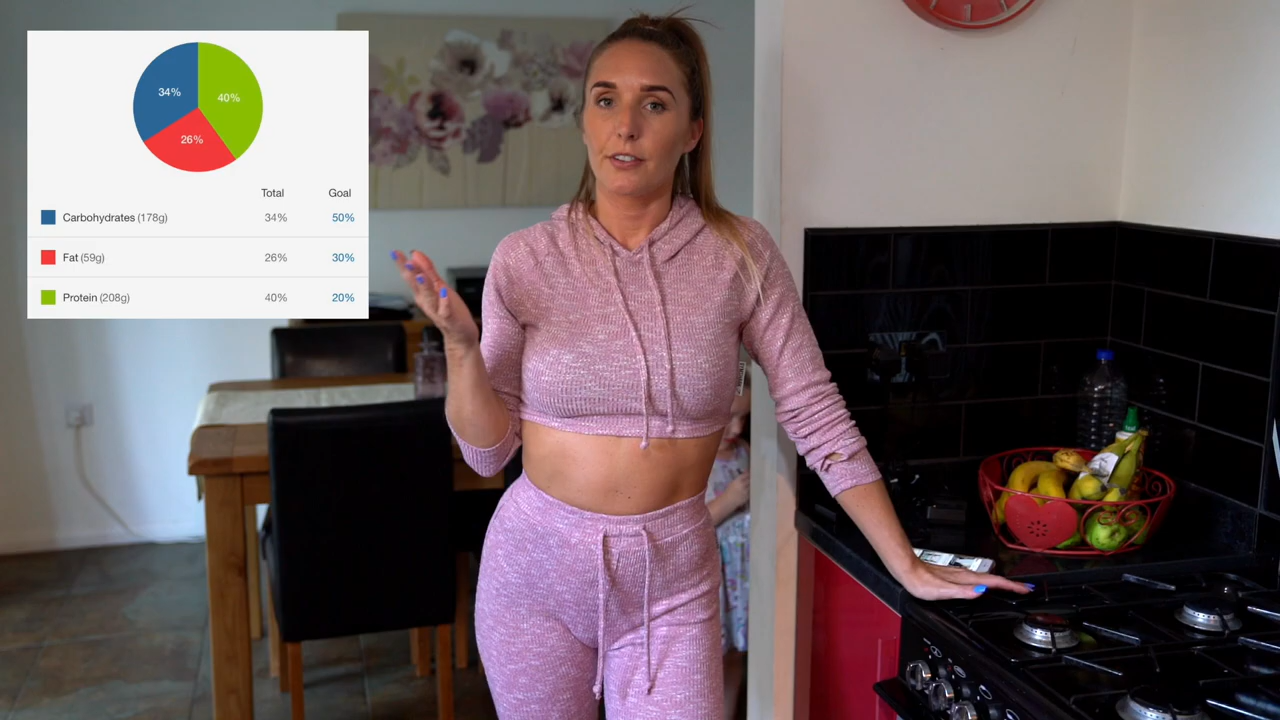 34%
40%
26%
Total Goal
Carbohydrates (178g) 34% 50%
Fat (59g) 26% 30%
Protein (208g) 40% 20%